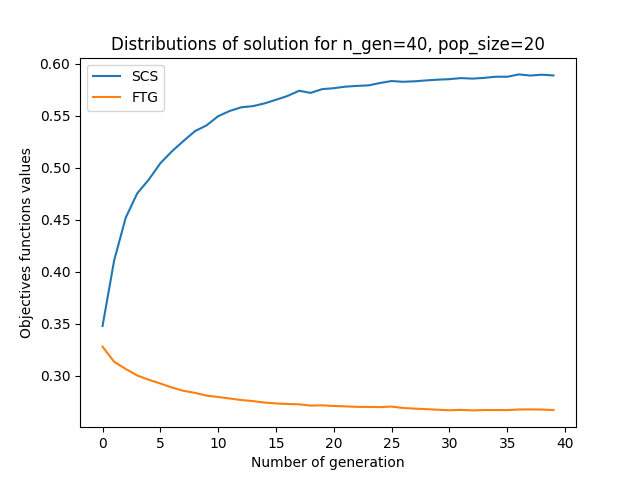 Distributions of solution for n_gen=40, pop_size=20
SCS
FTG
Objectives functions values
0.60
0.55
0.50
0.45
0.40
0.35
0.30
0 5 10 15 20 25 30 35 40
Number of generation